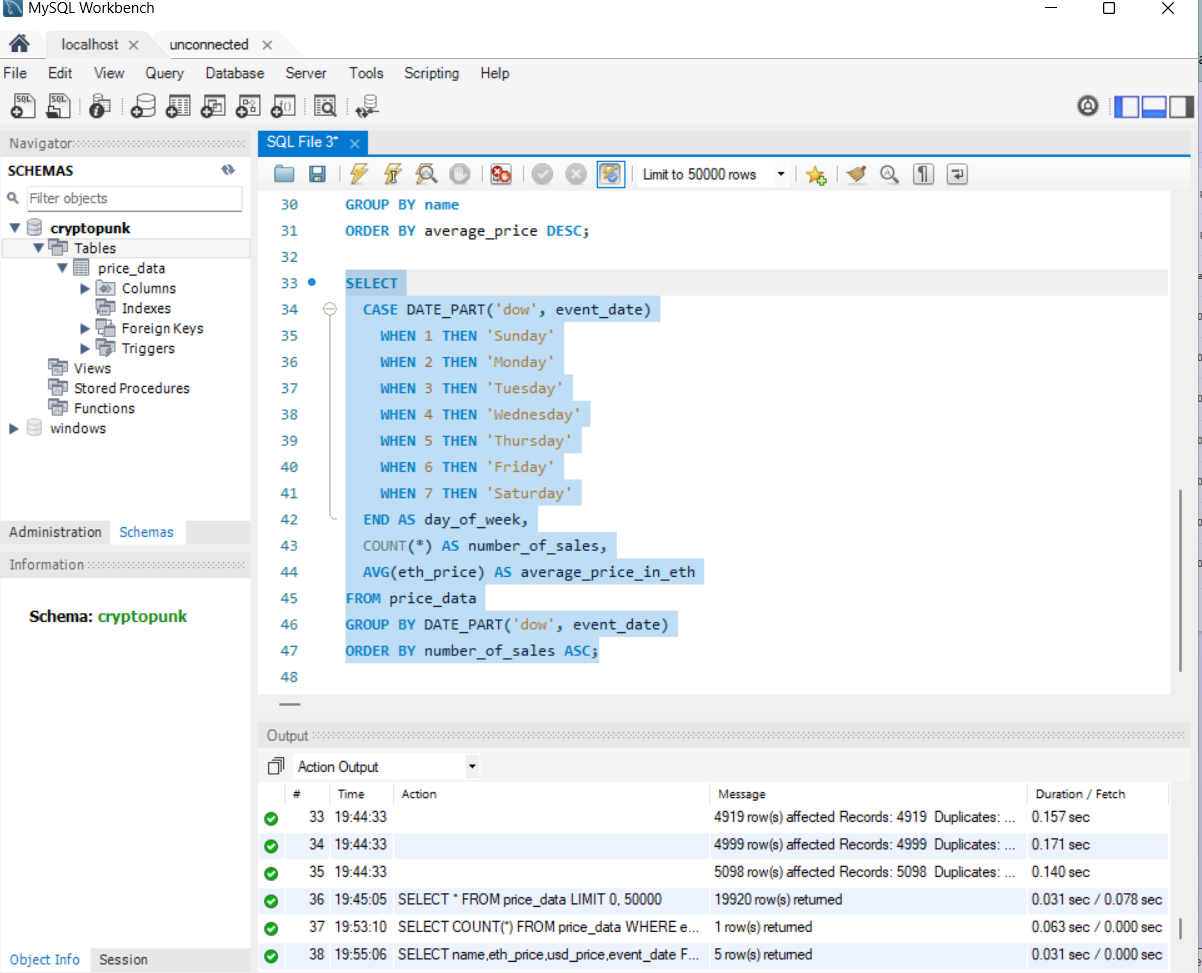 MySQL Workbench
localhost
unconnected
File Edit View Query Database Server Tools Scripting Help
Navigator
SCHEMAS
Filter objects
cryptopunk
Tables
price_data
Columns
Indexes
Foreign Keys
Triggers
Views
Stored Procedures
Functions
windows
Administration Schemas
Information
Schema: cryptopunk
Object Info Session
SQL File 3*
Limit to 50000 rows
30 GROUP BY name
31 ORDER BY average_price DESC;
32
33 SELECT
34 CASE DATE_PART('dow', event_date)
35 WHEN 1 THEN 'Sunday'
36 WHEN 2 THEN 'Monday'
37 WHEN 3 THEN 'Tuesday'
38 WHEN 4 THEN 'Wednesday'
39 WHEN 5 THEN 'Thursday'
40 WHEN 6 THEN 'Friday'
41 WHEN 7 THEN 'Saturday'
42 END AS day_of_week,
43 COUNT(*) AS number_of_sales,
44 AVG(eth_price) AS average_price_in_eth
45 FROM price_data
46 GROUP BY DATE_PART('dow', event_date)
47 ORDER BY number_of_sales ASC;
48
Output
Action Output
# Time Action Message Duration / Fetch
33 19:44:33 4919 row(s) affected Records: 4919 Duplicates: ... 0.157 sec
34 19:44:33 4999 row(s) affected Records: 4999 Duplicates: ... 0.171 sec
35 19:44:33 5098 row(s) affected Records: 5098 Duplicates: ... 0.140 sec
36 19:45:05 SELECT * FROM price_data LIMIT 0, 50000 19920 row(s) returned 0.031 sec / 0.078 sec
37 19:53:10 SELECT COUNT(*) FROM price_data WHERE e... 1 row(s) returned 0.063 sec / 0.000 sec
38 19:55:06 SELECT name,eth_price,usd_price,event_date F... 5 row(s) returned 0.031 sec / 0.000 sec